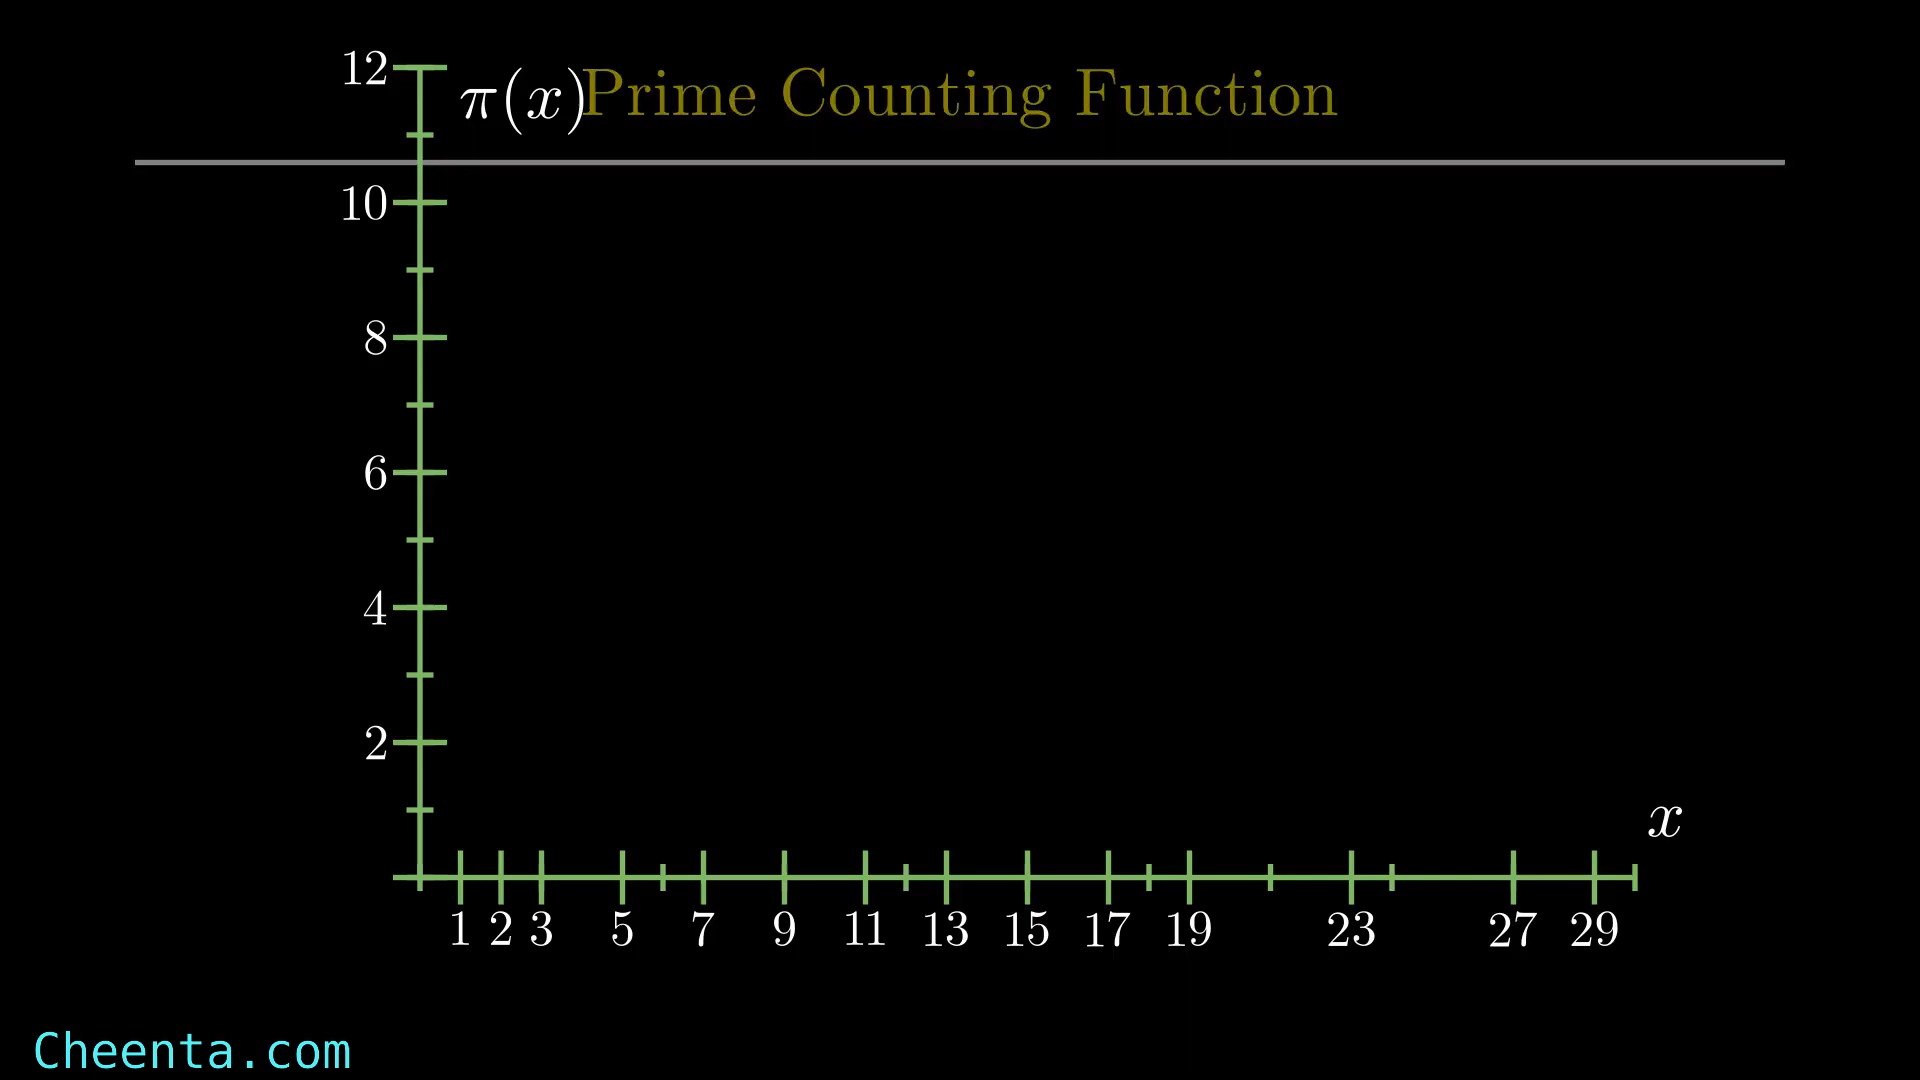 12
π(x) Prime Counting Function
10
8
6
4
2
x
1 2 3 5 7 9 11 13 15 17 19 23 27 29
Cheenta.com